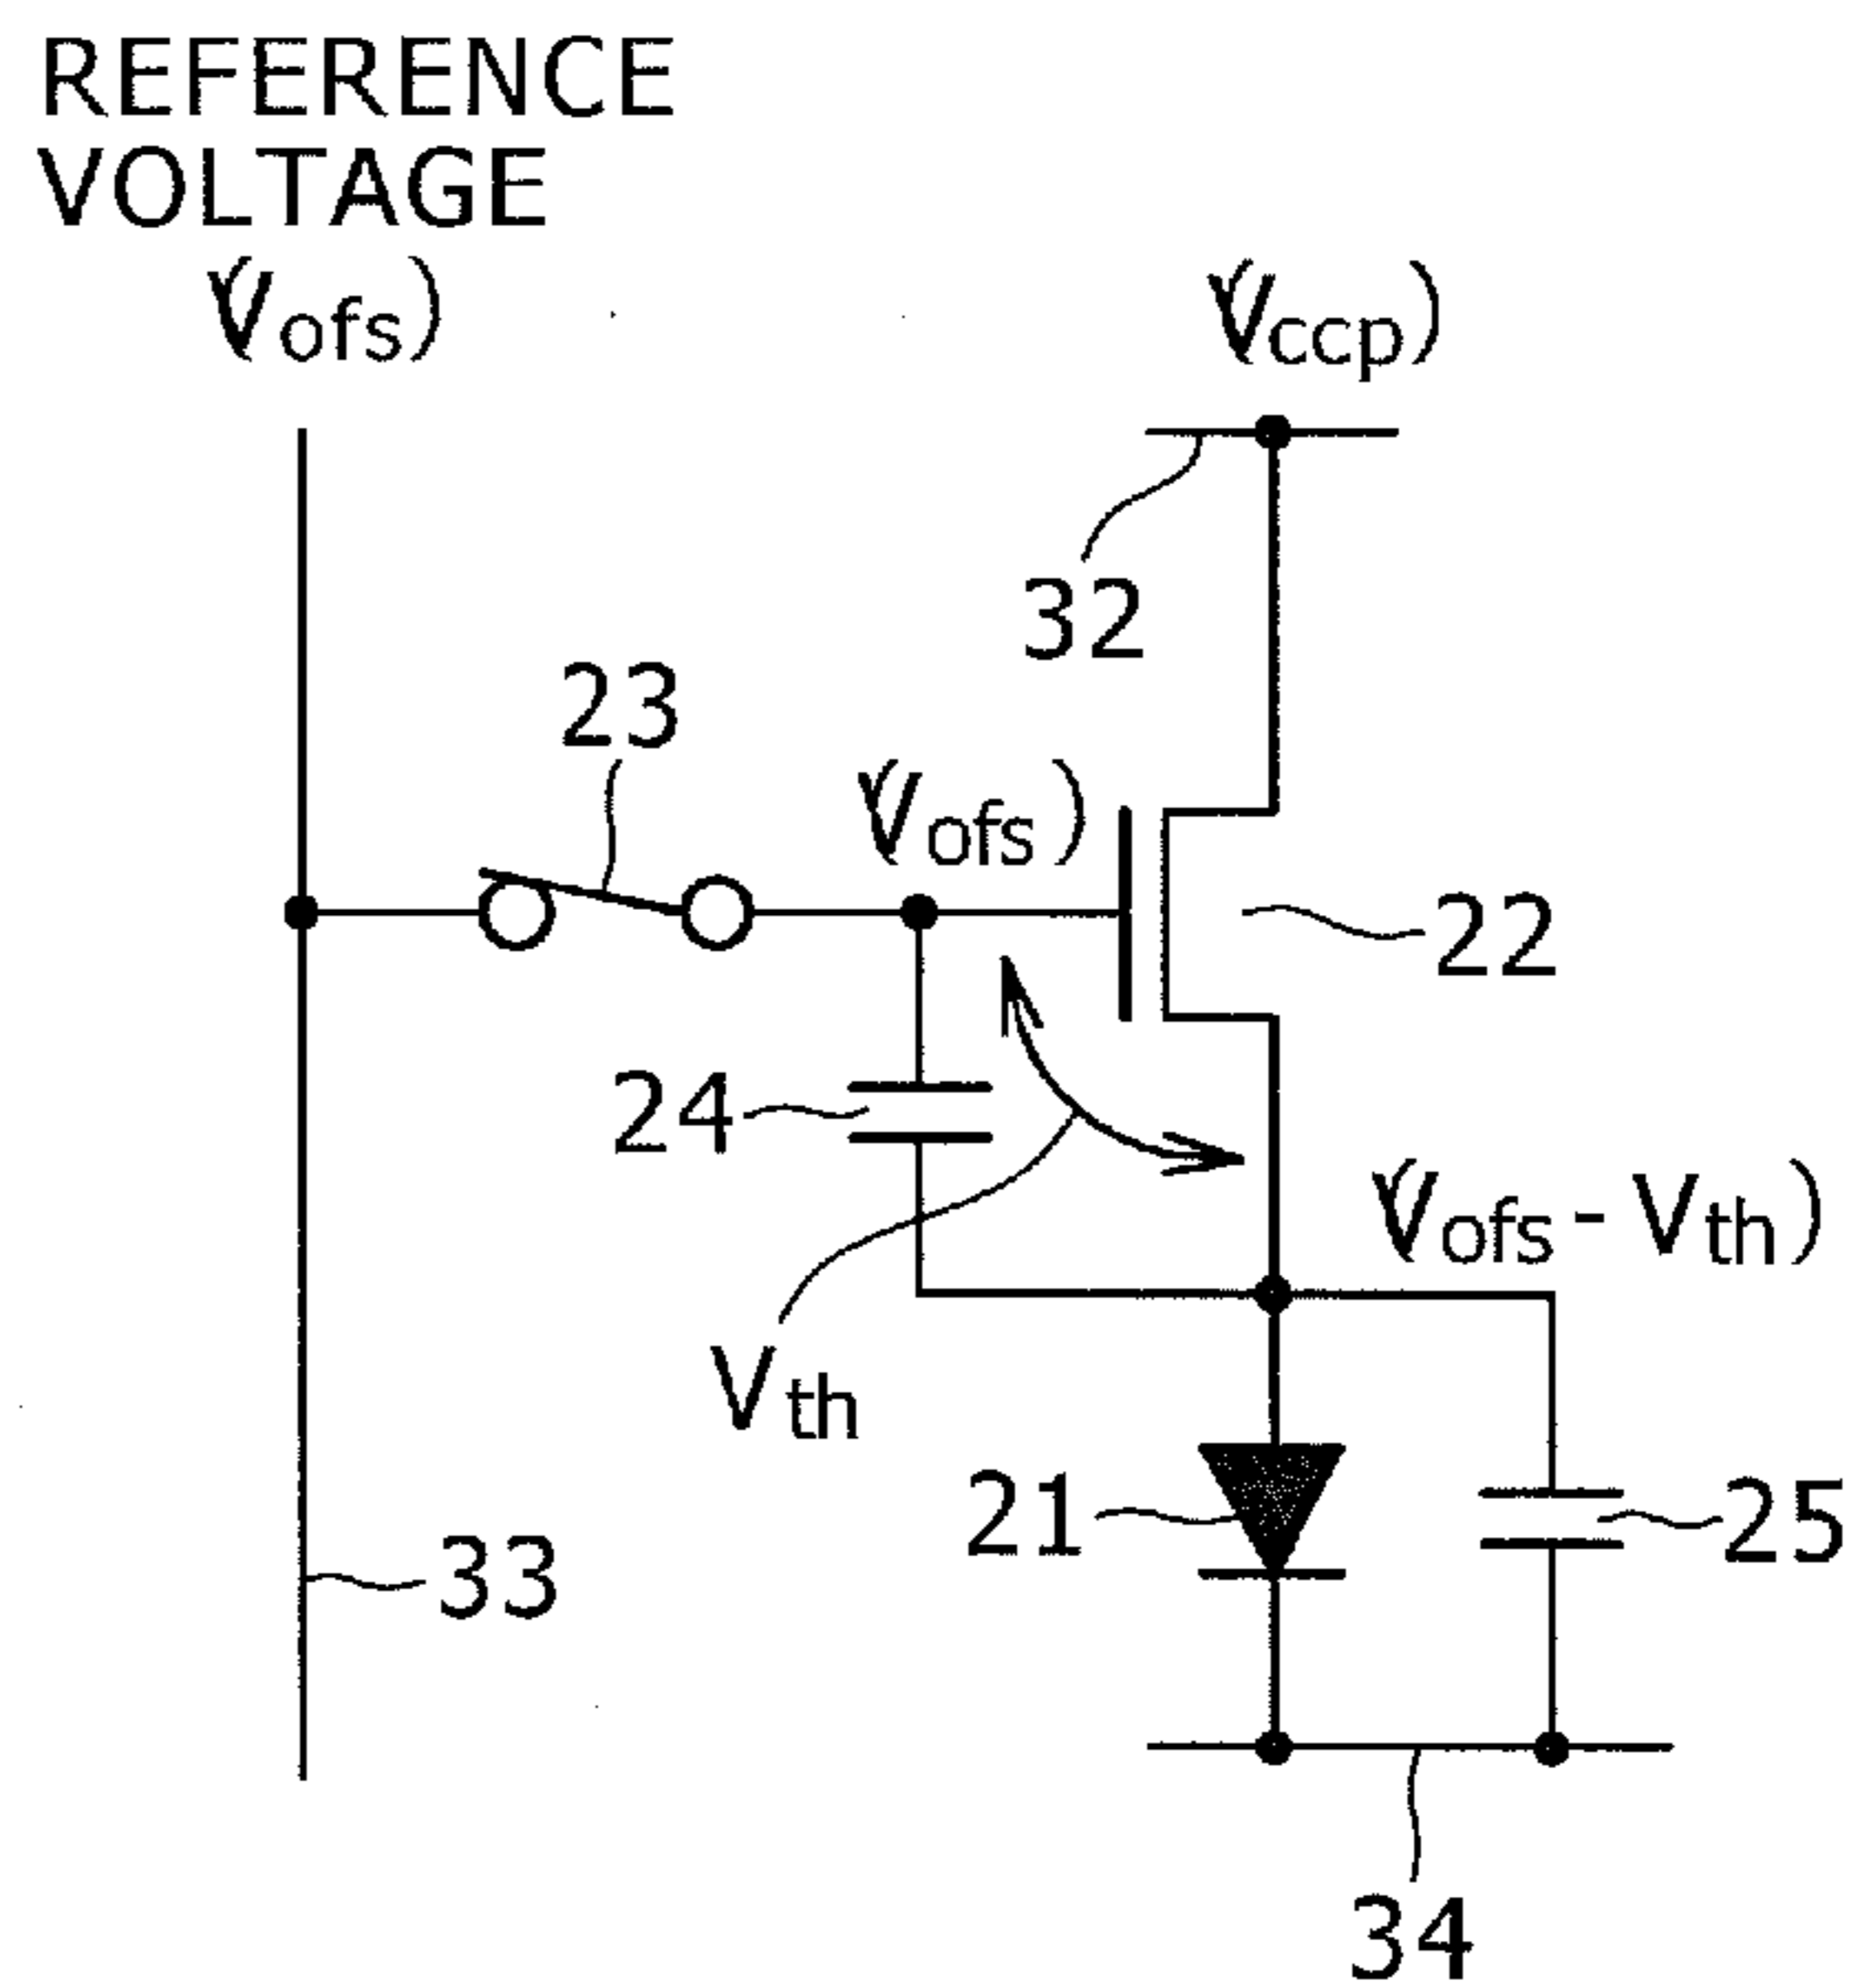 REFERENCE
VOLTAGE
(Vofs)
(Vccp)
32
23
(Vofs)
22
24
(Vofs - Vth)
Vth
21
25
33
34